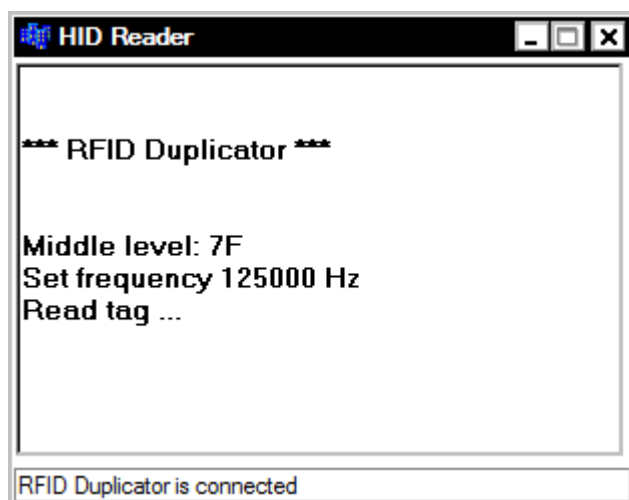 HID Reader
*** RFID Duplicator ***
Middle level: 7F
Set frequency 125000 Hz
Read tag ...
RFID Duplicator is connected